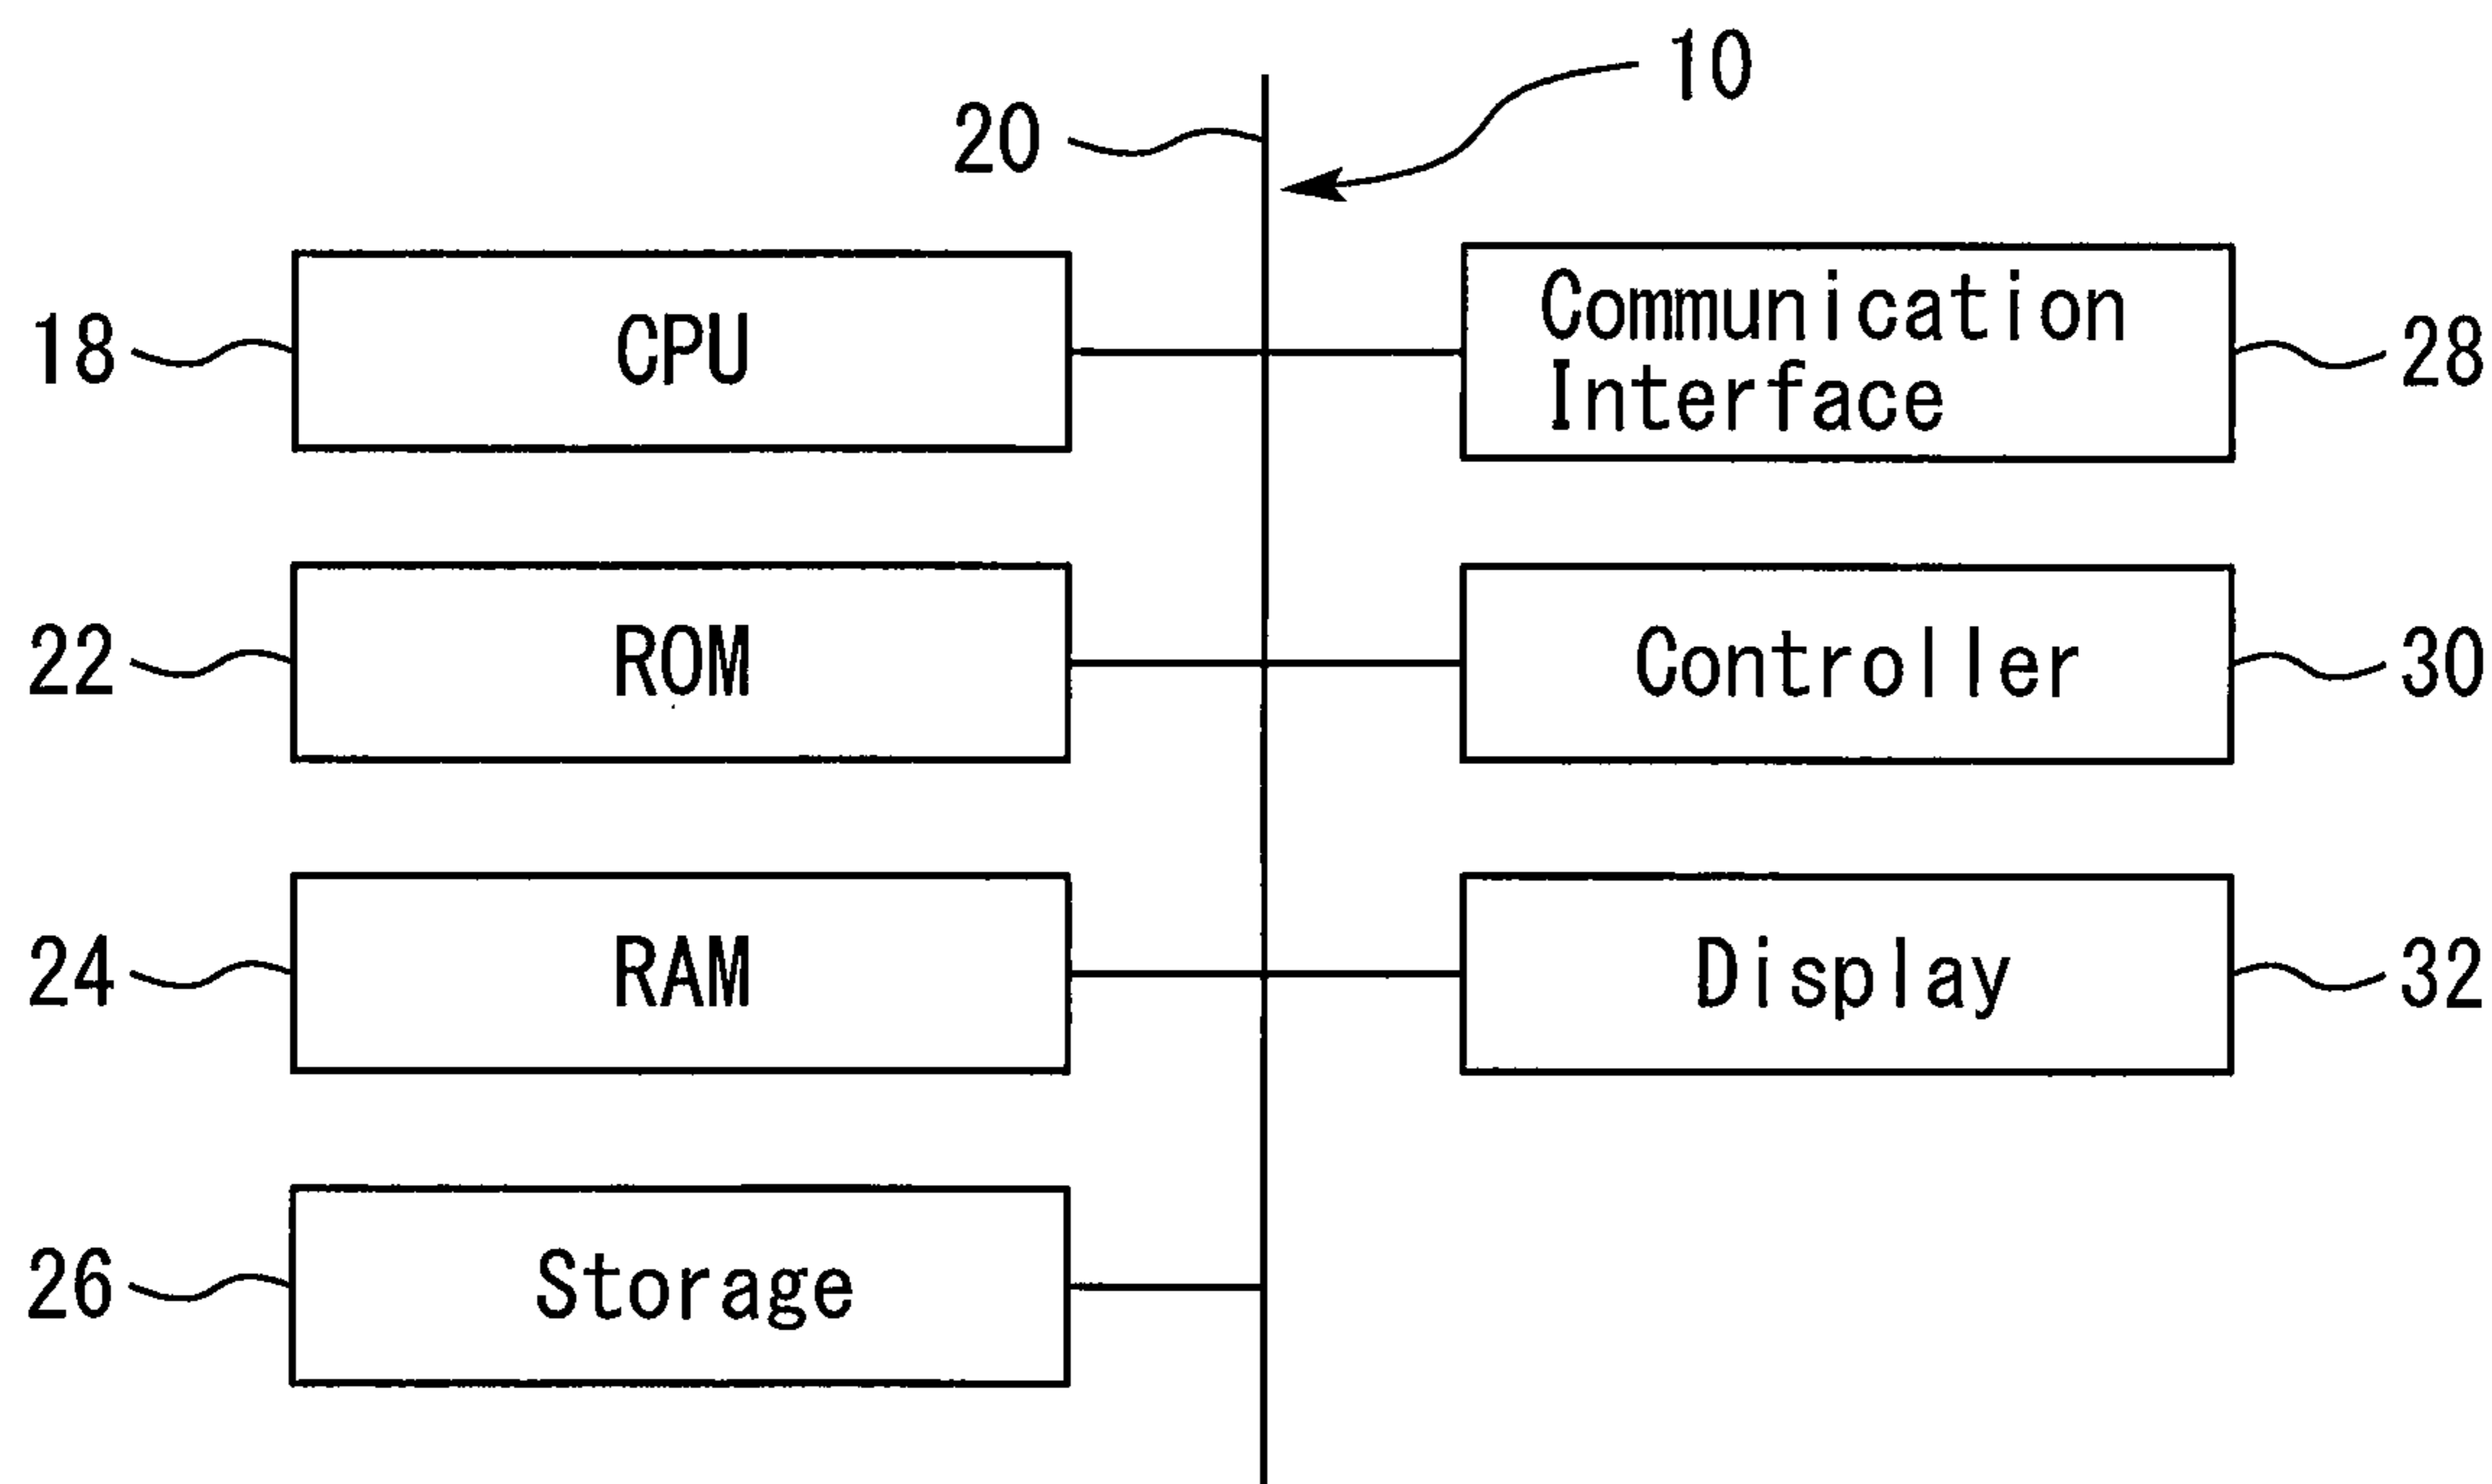 10
20
18 CPU
Communication
Interface 28
22 ROM
Controller 30
24 RAM
Display 32
26 Storage